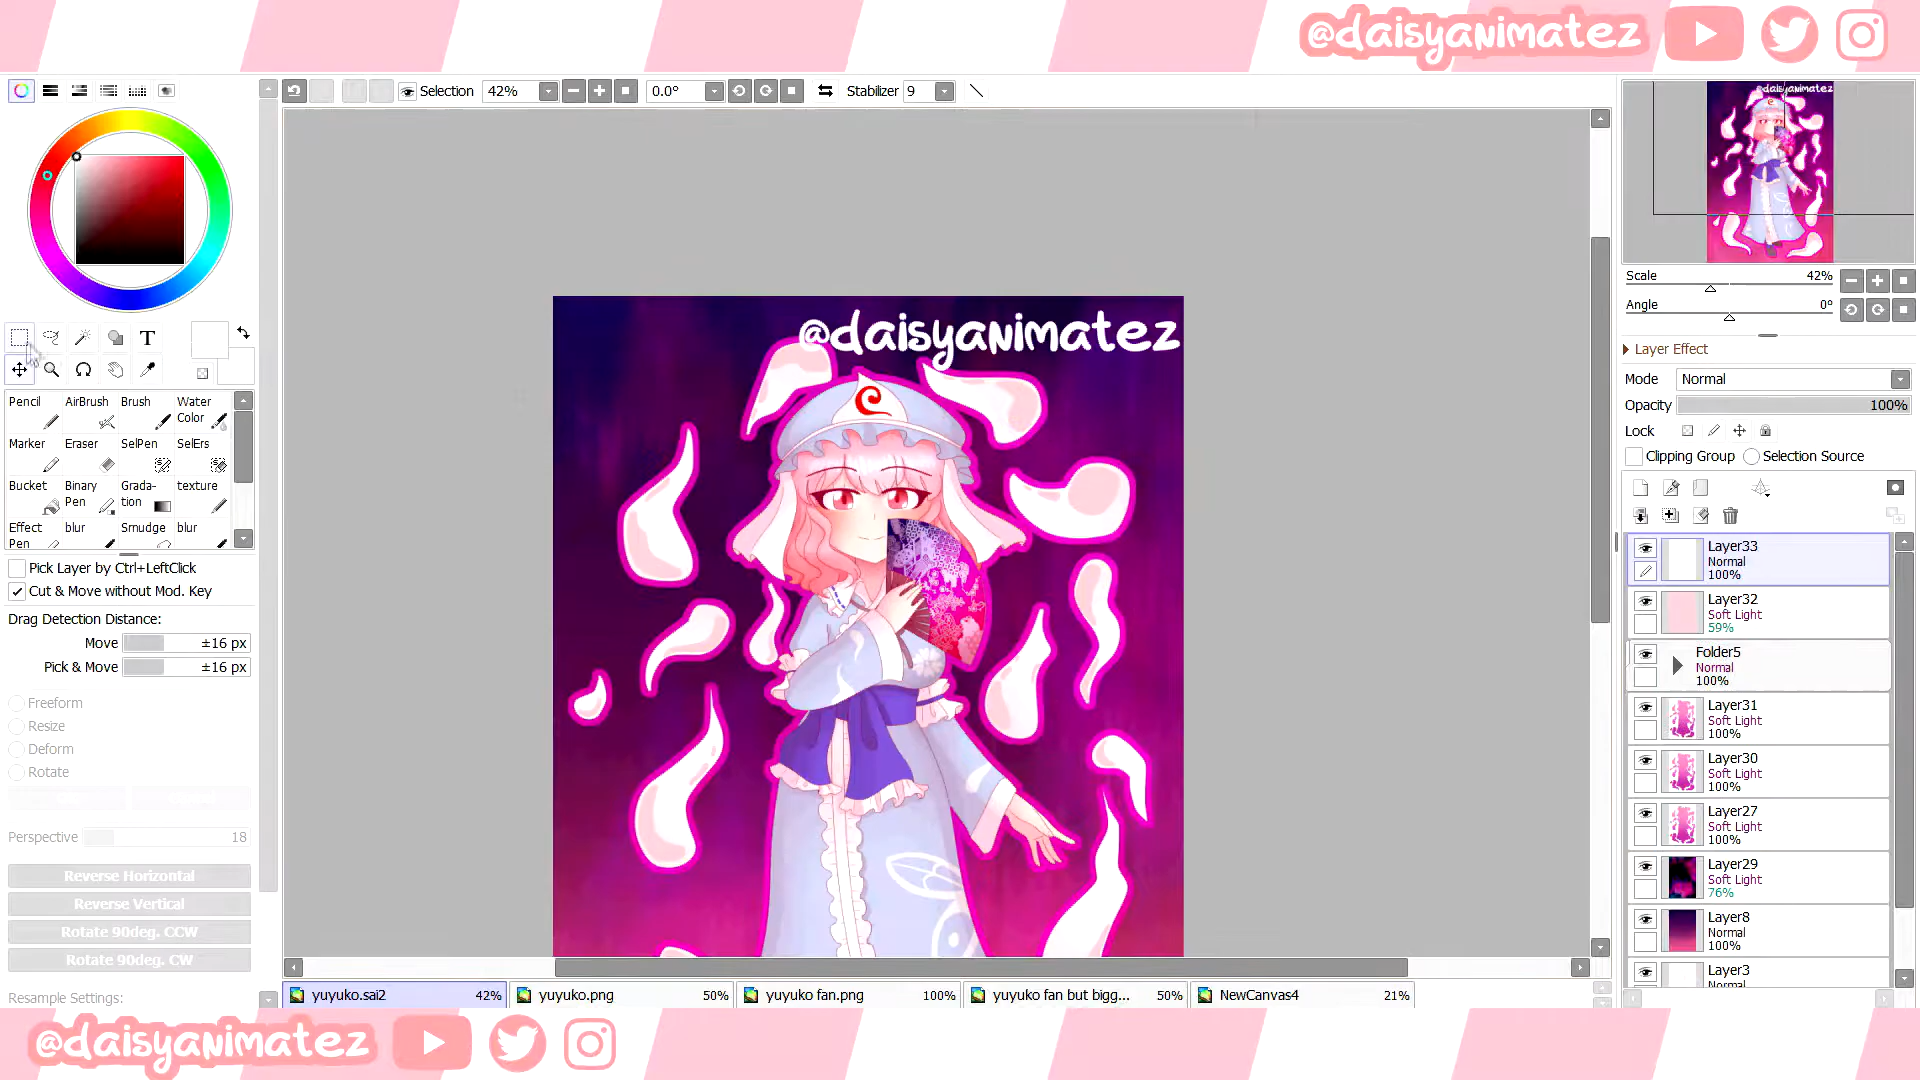 @daisyanimatez
Selection 42% 0.0° Stabilizer 9
@daisyanimatez
@daisyanimatez
Scale 42%
Angle 0°
Layer Effect
Mode Normal
Opacity 100%
Lock
Clipping Group Selection Source
T
Pencil AirBrush Brush Water Color
Marker Eraser SelPen SelErs
Bucket Binary Pen Grada-tion texture
Effect Pen blur Smudge blur
Pick Layer by Ctrl+LeftClick
Cut & Move without Mod. Key
Drag Detection Distance:
Move ±16 px
Pick & Move ±16 px
Freeform
Resize
Deform
Rotate
Perspective 18
Reverse Horizontal
Reverse Vertical
Rotate 90deg. CCW
Rotate 90deg. CW
Resample Settings:
Layer33
Normal
100%
Layer32
Soft Light
59%
Folder5
Normal
100%
Layer31
Soft Light
100%
Layer30
Soft Light
100%
Layer27
Soft Light
100%
Layer29
Soft Light
76%
Layer8
Normal
100%
Layer3
Normal
yuyuko.sai2 42% yuyuko.png 50% yuyuko fan.png 100% yuyuko fan but bigg... 50% NewCanvas4 21%
@daisyanimatez